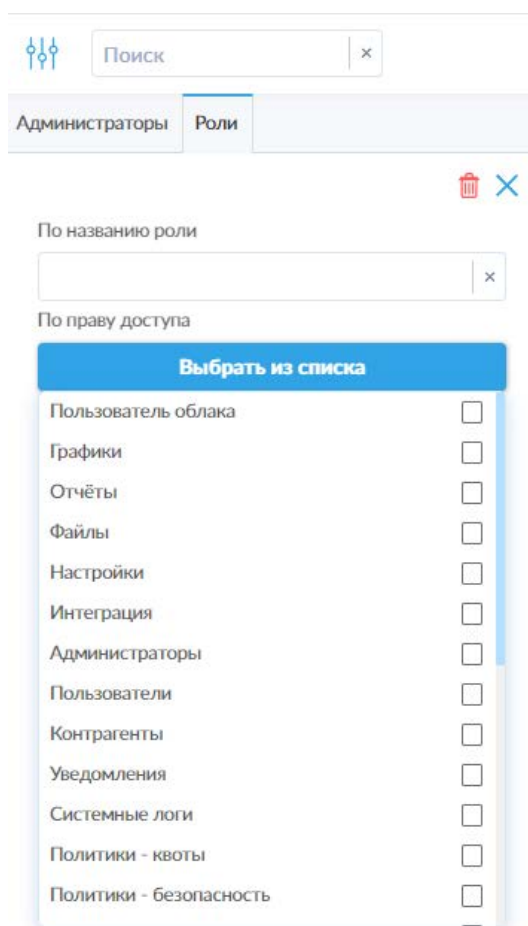 Поиск
Администраторы Роли
По названию роли
По праву доступа
Выбрать из списка
Пользователь облака
Графики
Отчёты
Файлы
Настройки
Интеграция
Администраторы
Пользователи
Контрагенты
Уведомления
Системные логи
Политики - квоты
Политики - безопасность